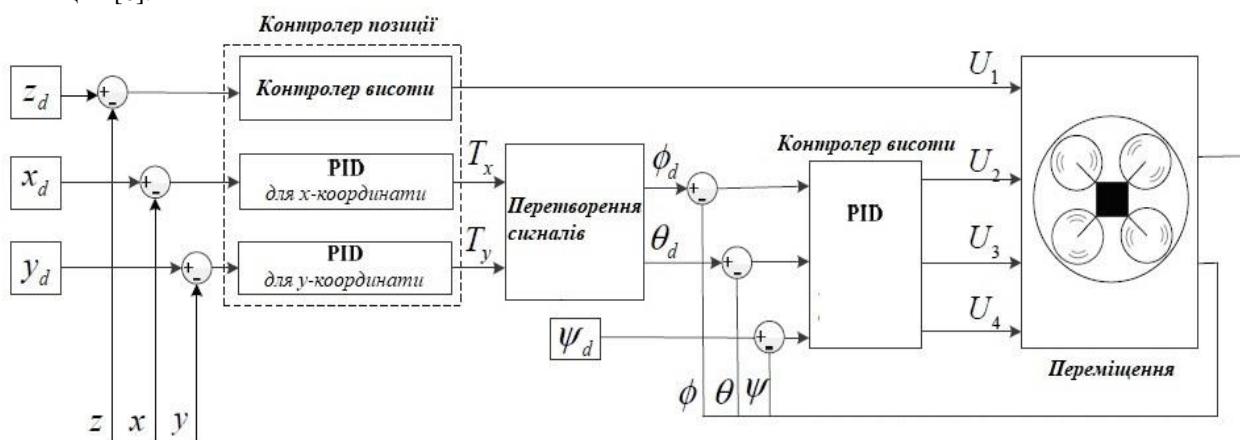 Контролер позиції
z_d
Контролер висоти
U_1
x_d
PID
для x-координати
T_x
Перетворення
сигналів
ϕ_d
Контролер висоти
PID
U_2
y_d
PID
для y-координати
T_y
θ_d
U_3
ψ_d
U_4
Переміщення
z x y
ϕ θ ψ